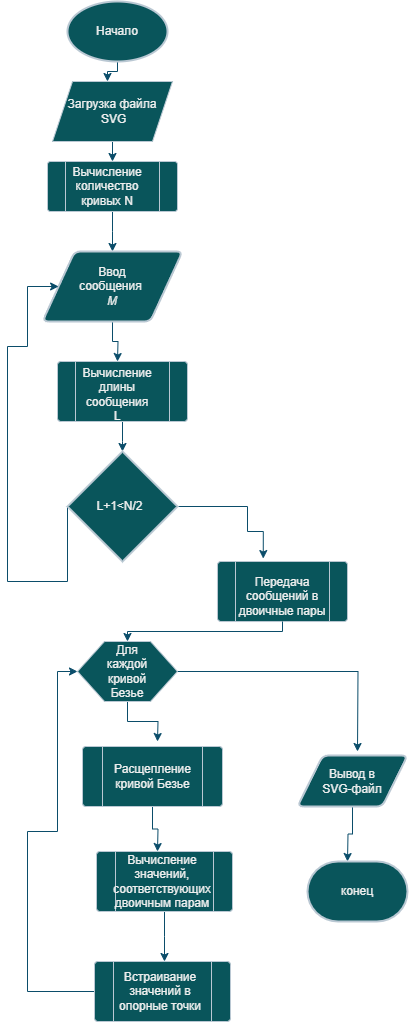 Начало
Загрузка файла
SVG
Вычисление
количество
кривых N
Ввод
сообщения
M
Вычисление
длины
сообщения
L
L+1<N/2
Передача
сообщений в
двоичные пары
Для
каждой
кривой
Безье
Расщепление
кривой Безье
Вывод в
SVG-файл
Вычисление
значений,
соответствующих
двоичным парам
конец
Встраивание
значений в
опорные точки